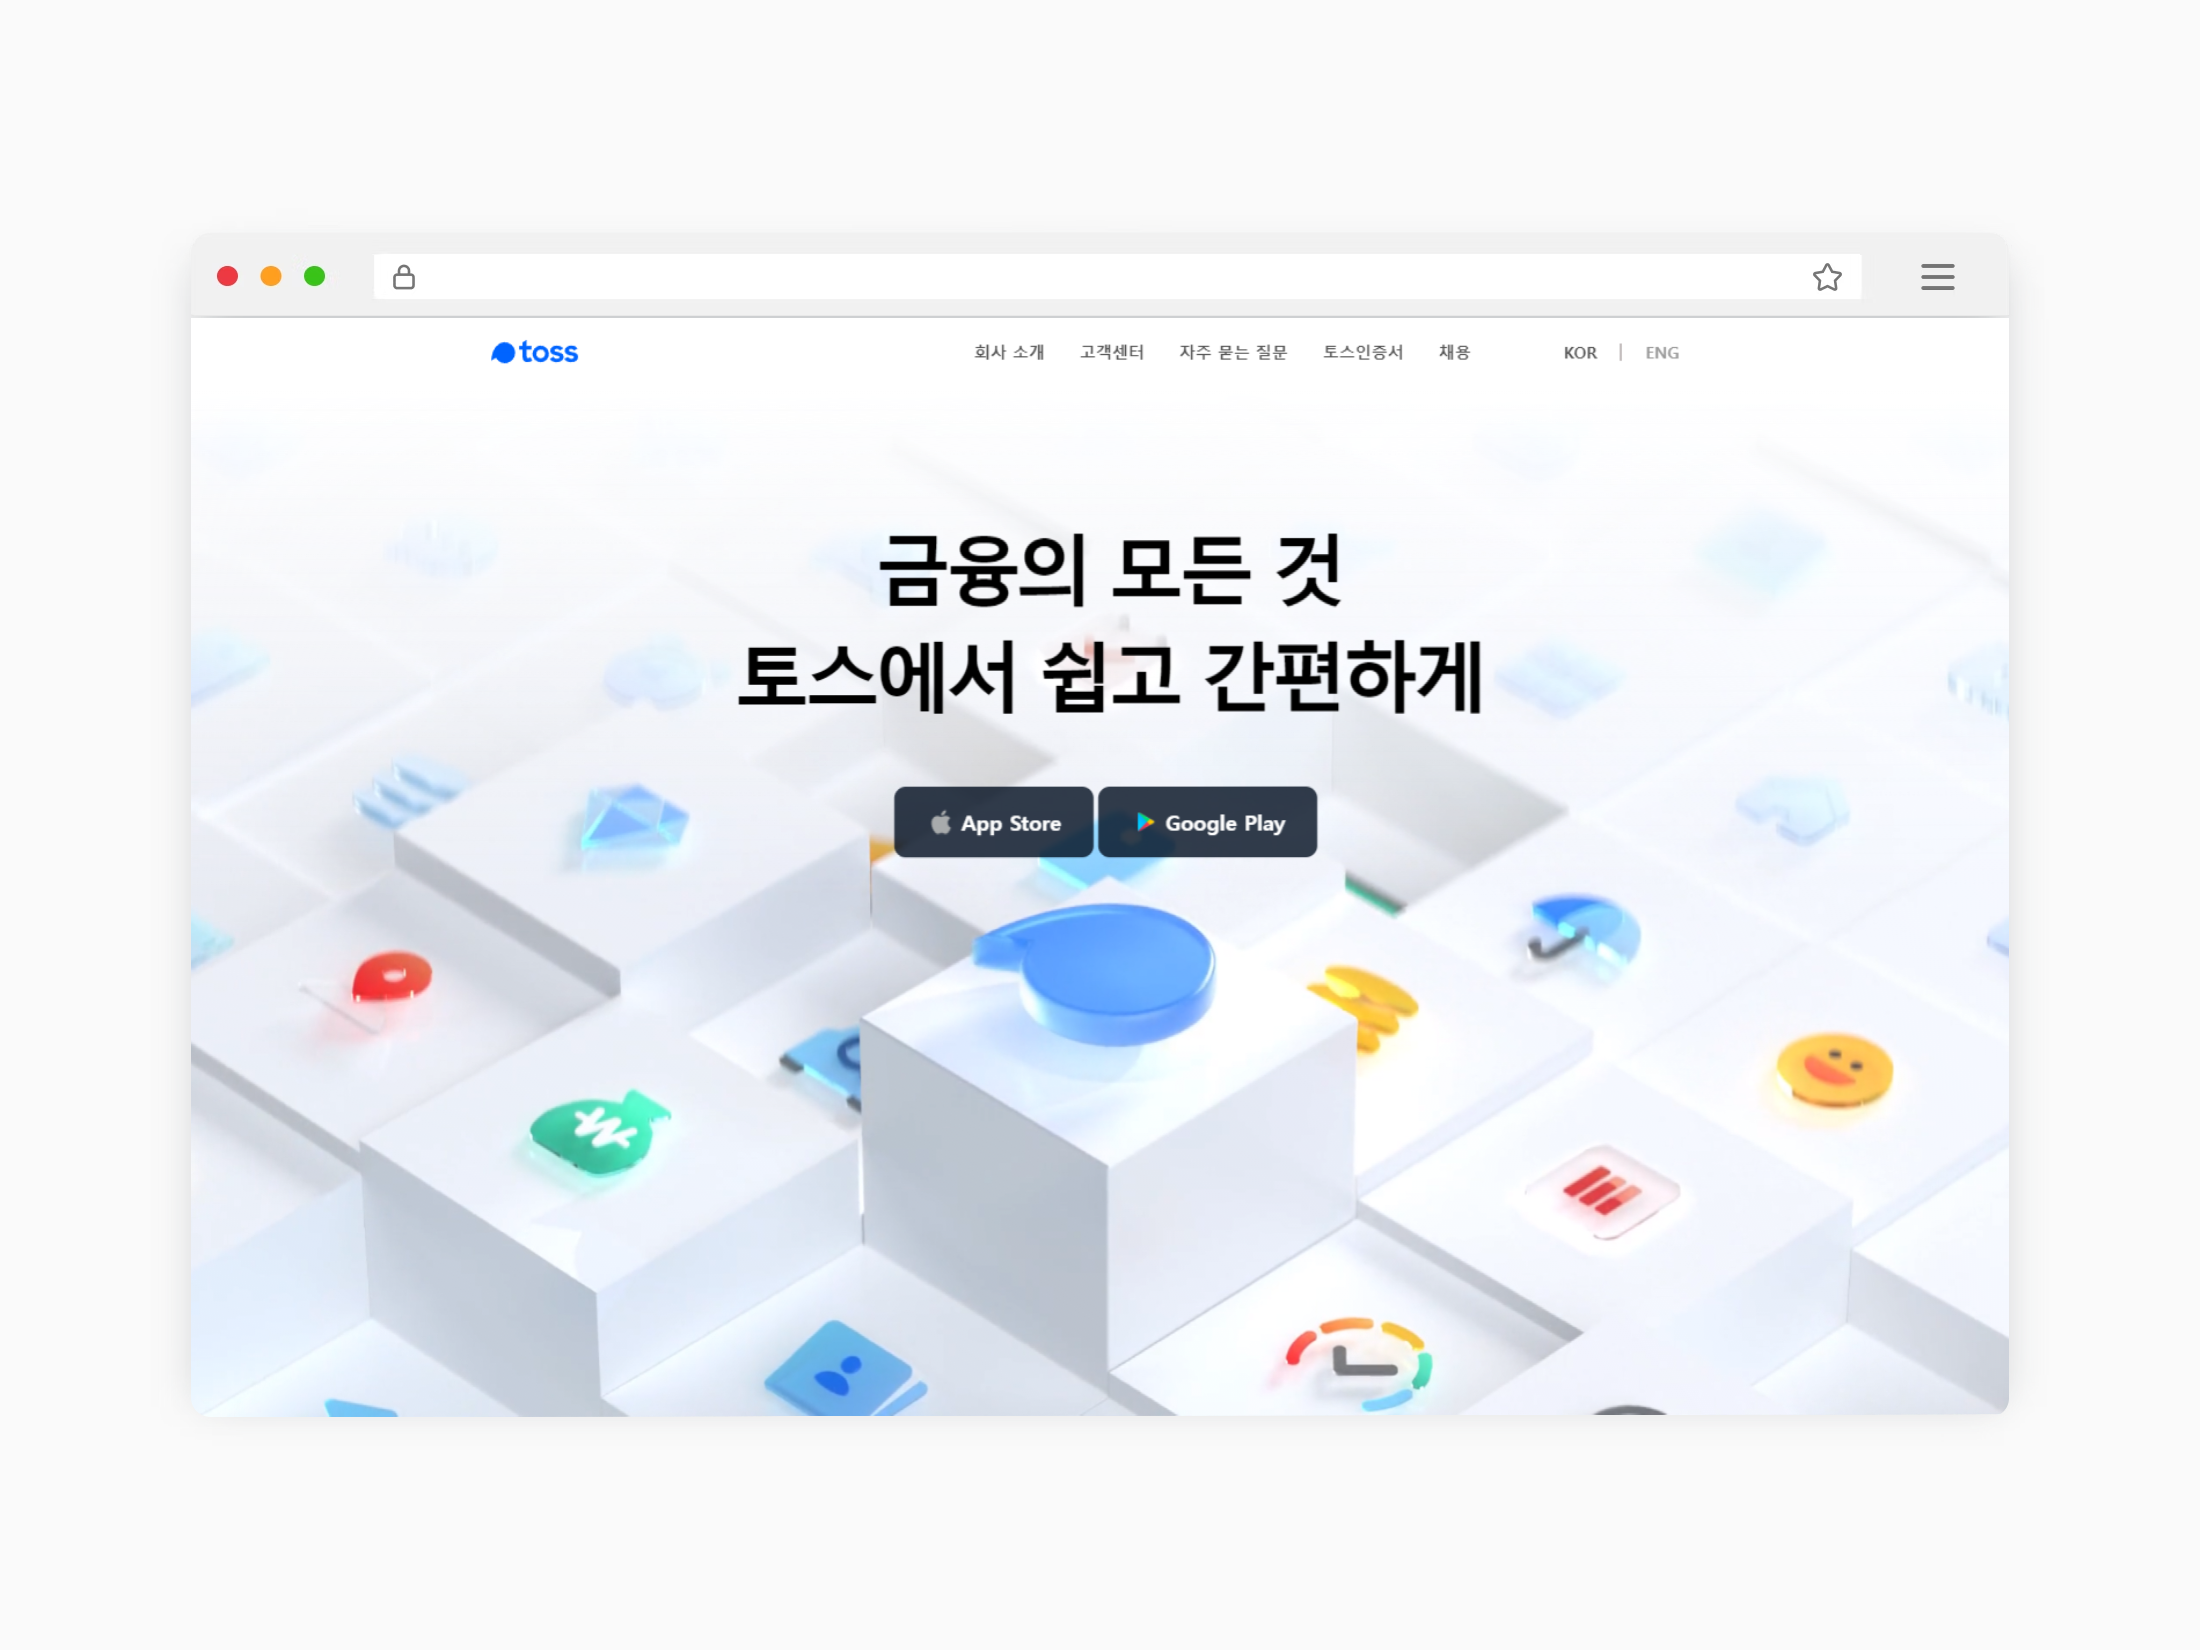 toss
회사 소개 고객센터 자주 묻는 질문 토스인증서 채용 KOR | ENG
금융의 모든 것
토스에서 쉽고 간편하게
App Store Google Play